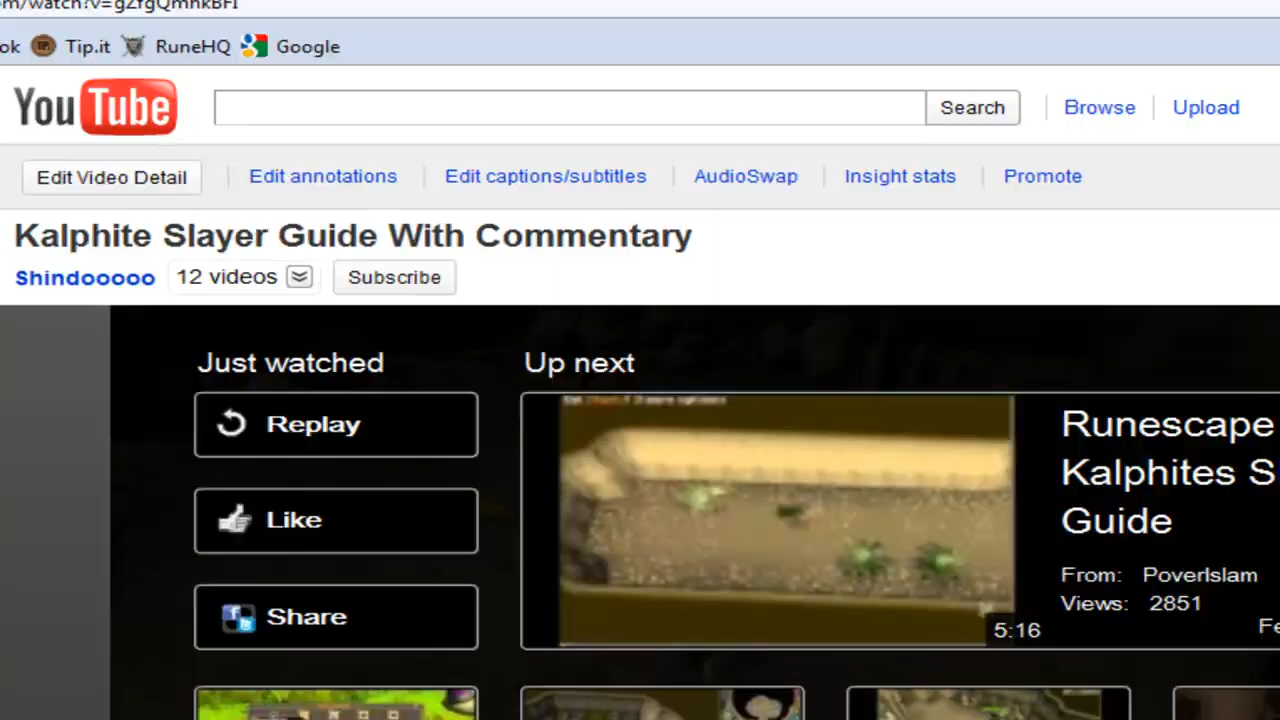 ok Tip.it RuneHQ Google
YouTube Search Browse Upload
Edit Video Detail Edit annotations Edit captions/subtitles AudioSwap Insight stats Promote
Kalphite Slayer Guide With Commentary
Shindooooo 12 videos Subscribe
Just watched Up next
Replay
Like
Share
Runescape
Kalphites S
Guide
From: PoverIslam
Views: 2851
5:16
Fe